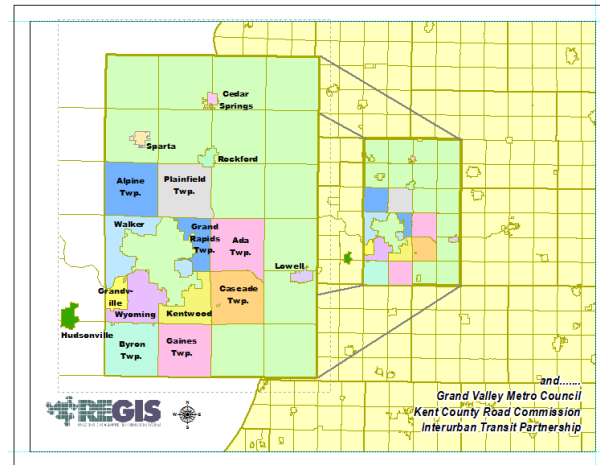 Cedar
Springs
Sparta
Rockford
Alpine
Twp.
Plainfield
Twp.
Walker
Grand
Rapids
Twp.
Ada
Twp.
Lowell
Cascade
Twp.
Grandv-
ille
Wyoming
Kentwood
Hudsonville
Byron
Twp.
Gaines
Twp.
and.......
Grand Valley Metro Council
Kent County Road Commission
Interurban Transit Partnership
REGIS
N
W
E
S